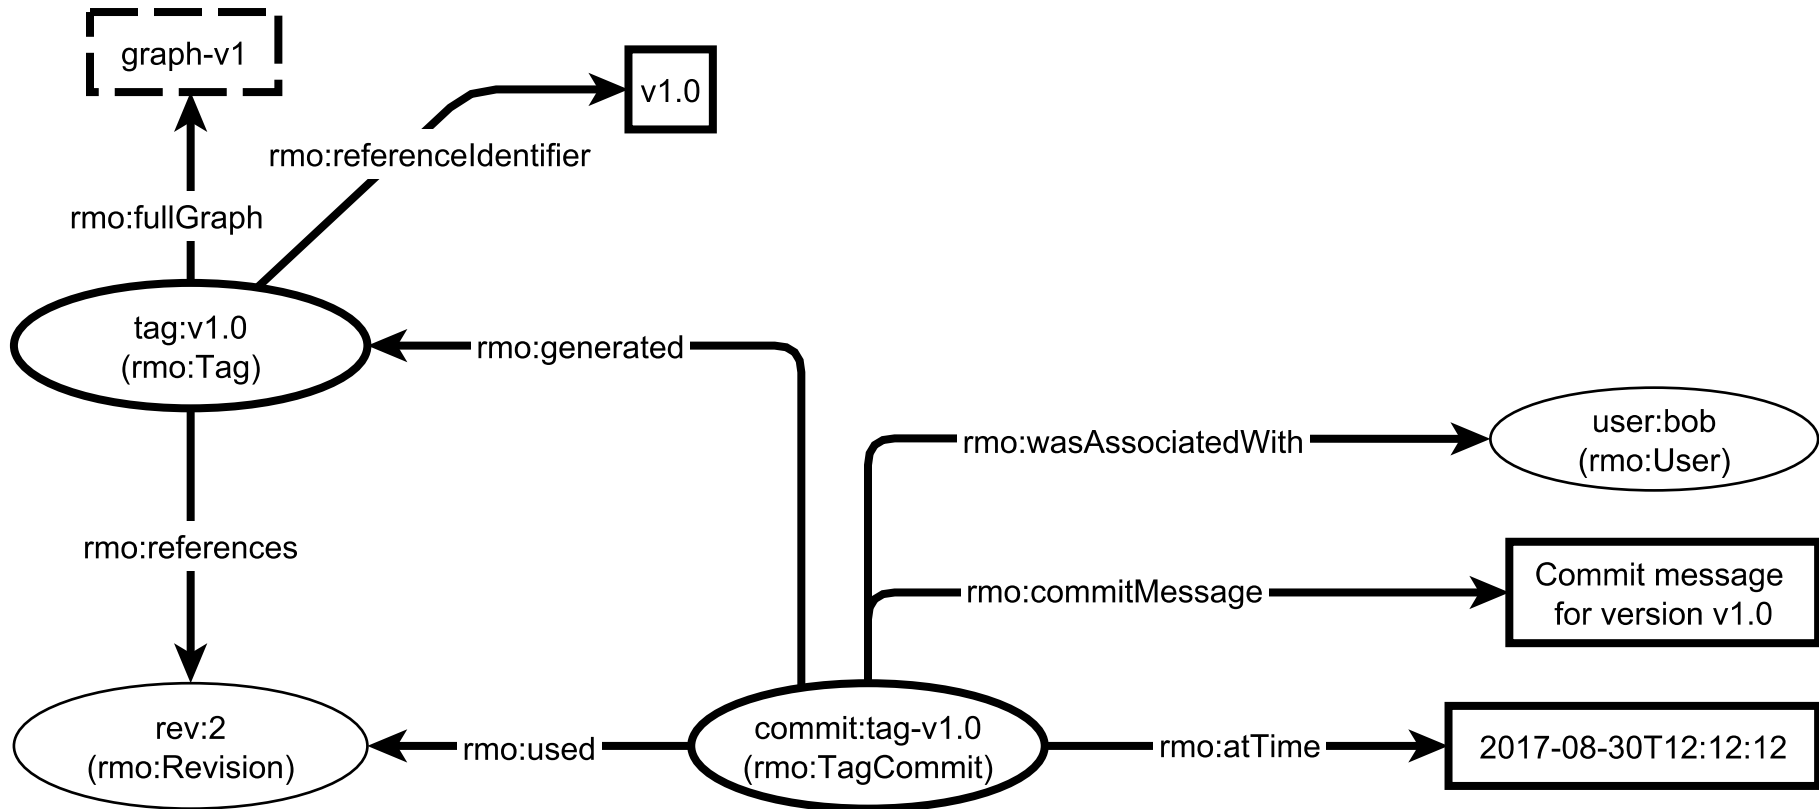 graph-v1
v1.0
rmo:referenceIdentifier
rmo:fullGraph
tag:v1.0
(rmo:Tag)
rmo:generated
user:bob
(rmo:User)
rmo:wasAssociatedWith
rmo:references
rmo:commitMessage
Commit message
for version v1.0
rev:2
(rmo:Revision)
rmo:used
commit:tag-v1.0
(rmo:TagCommit)
rmo:atTime
2017-08-30T12:12:12